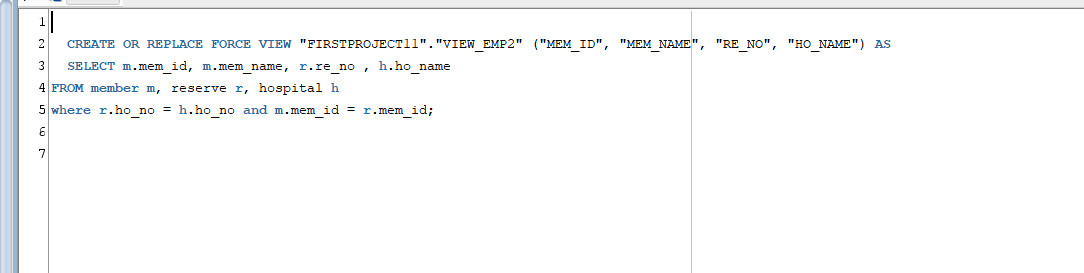 1
2 CREATE OR REPLACE FORCE VIEW "FIRSTPROJECT11"."VIEW_EMP2" ("MEM_ID", "MEM_NAME", "RE_NO", "HO_NAME") AS
3 SELECT m.mem_id, m.mem_name, r.re_no , h.ho_name
4 FROM member m, reserve r, hospital h
5 where r.ho_no = h.ho_no and m.mem_id = r.mem_id;
6
7